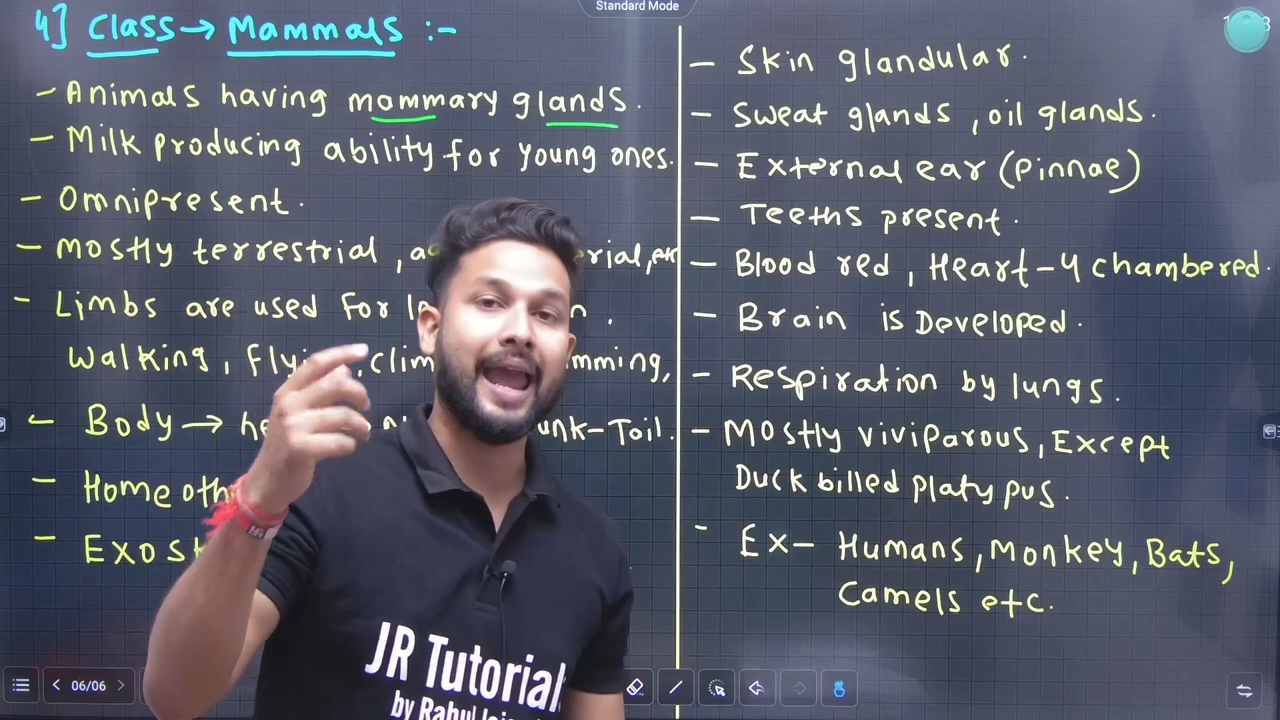 Standard Mode
4] Class → Mammals :-
- Animals having mammary glands.
- Milk producing ability for young ones.
- Omnipresent.
- Mostly terrestrial,
- Limbs are used for
Walking,
- Body →
- Skin glandular.
- Sweat glands, oil glands.
- External ear (Pinnae)
- Teeths present.
- Blood red, Heart-4 chambered.
- Brain is Developed.
- Respiration by lungs.
- Mostly viviparous, Except
Duck billed Platypus.
- Ex- Humans, Monkey, Bats,
Camels etc.
JR Tutorial
by Rahul
06/06